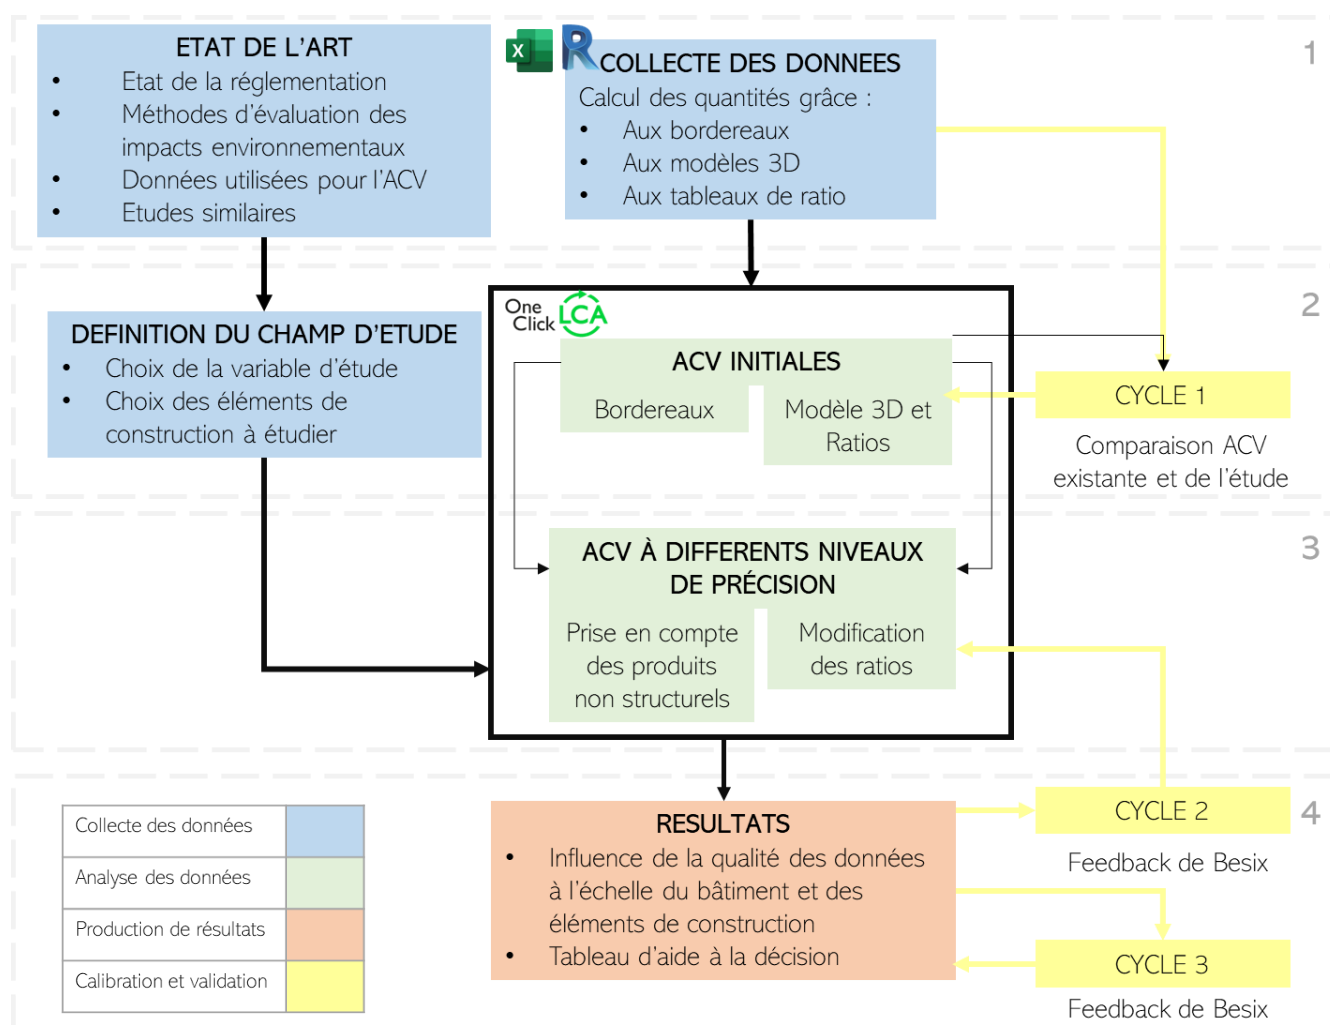 ETAT DE L'ART
• Etat de la réglementation
• Méthodes d'évaluation des
impacts environnementaux
• Données utilisées pour l'ACV
• Etudes similaires
X R
COLLECTE DES DONNEES
Calcul des quantités grâce :
• Aux bordereaux
• Aux modèles 3D
• Aux tableaux de ratio
1
DEFINITION DU CHAMP D'ETUDE
• Choix de la variable d'étude
• Choix des éléments de
construction à étudier
One
Click LCA
ACV INITIALES
Bordereaux
Modèle 3D et
Ratios
2
CYCLE 1
Comparaison ACV
existante et de l'étude
ACV À DIFFERENTS NIVEAUX
DE PRÉCISION
Prise en compte
des produits
non structurels
Modification
des ratios
3
Collecte des données
Analyse des données
Production de résultats
Calibration et validation
RESULTATS
• Influence de la qualité des données
à l'échelle du bâtiment et des
éléments de construction
• Tableau d'aide à la décision
CYCLE 2
4
Feedback de Besix
CYCLE 3
Feedback de Besix